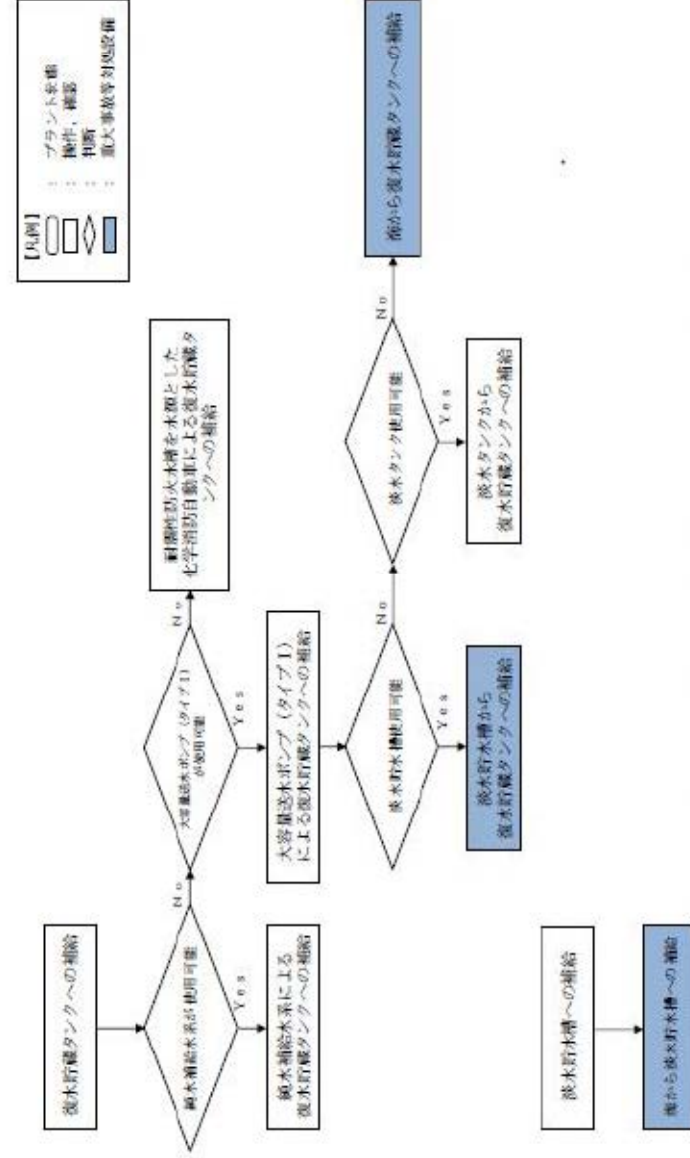 【凡例】
： プラント状態
： 操作，確認
： 判断
： 重大事故等対処設備
復水貯蔵タンクへの補給
純水補給水系が使用可能
No
Yes
純水補給水系による
復水貯蔵タンクへの補給
大容量送水ポンプ（タイプⅠ）
が使用可能
No
Yes
耐震性防火水槽を水源とした
化学消防自動車による復水貯蔵タ
ンクへの補給
大容量送水ポンプ（タイプⅠ）
による復水貯蔵タンクへの補給
淡水貯水槽使用可能
No
Yes
淡水貯水槽から
復水貯蔵タンクへの補給
淡水タンク使用可能
No
Yes
淡水タンクから
復水貯蔵タンクへの補給
海から復水貯蔵タンクへの補給
淡水貯水槽への補給
海から淡水貯水槽への補給